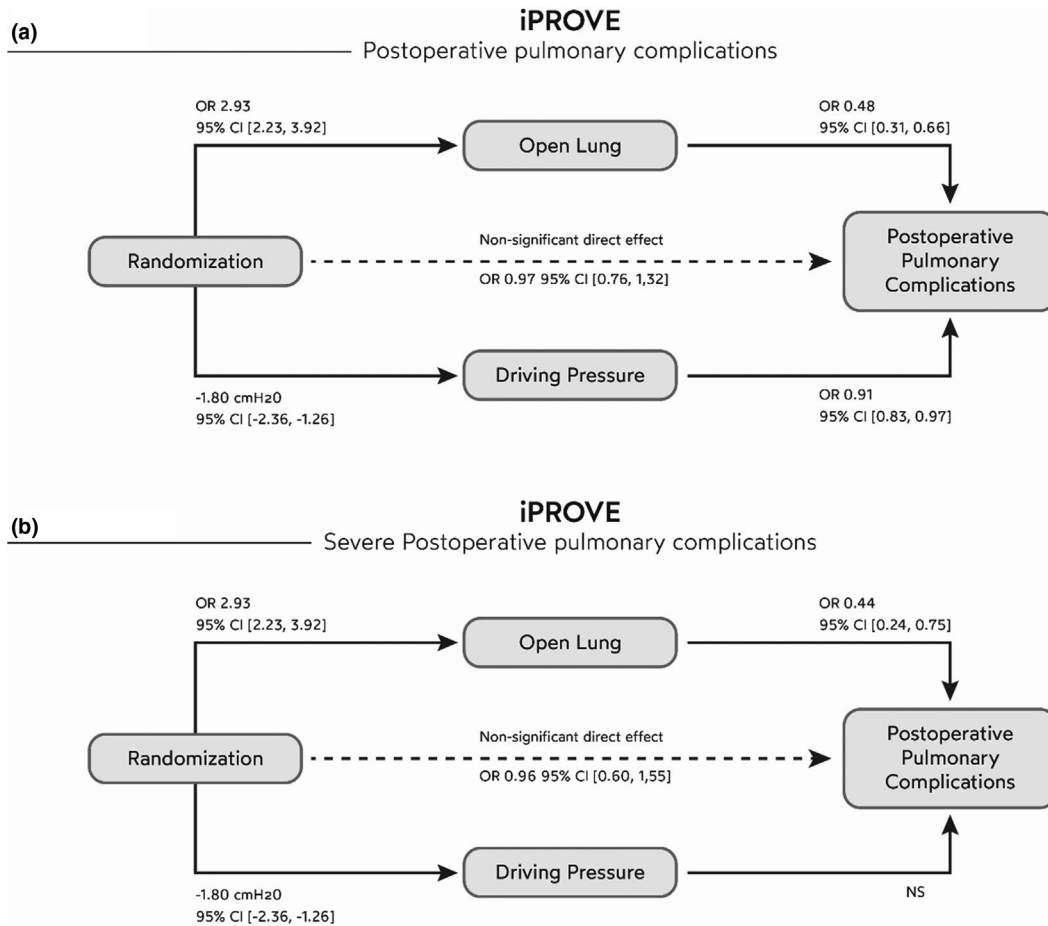 (a)
iPROVE
Postoperative pulmonary complications
OR 2.93
95% CI [2.23, 3.92]
Open Lung
OR 0.48
95% CI [0.31, 0.66]
Randomization
Non-significant direct effect
OR 0.97 95% CI [0.76, 1,32]
Postoperative
Pulmonary
Complications
-1.80 cmH20
95% CI [-2.36, -1.26]
Driving Pressure
OR 0.91
95% CI [0.83, 0.97]
(b)
iPROVE
Severe Postoperative pulmonary complications
OR 2.93
95% CI [2.23, 3.92]
Open Lung
OR 0.44
95% CI [0.24, 0.75]
Randomization
Non-significant direct effect
OR 0.96 95% CI [0.60, 1,55]
Postoperative
Pulmonary
Complications
-1.80 cmH20
95% CI [-2.36, -1.26]
Driving Pressure
NS